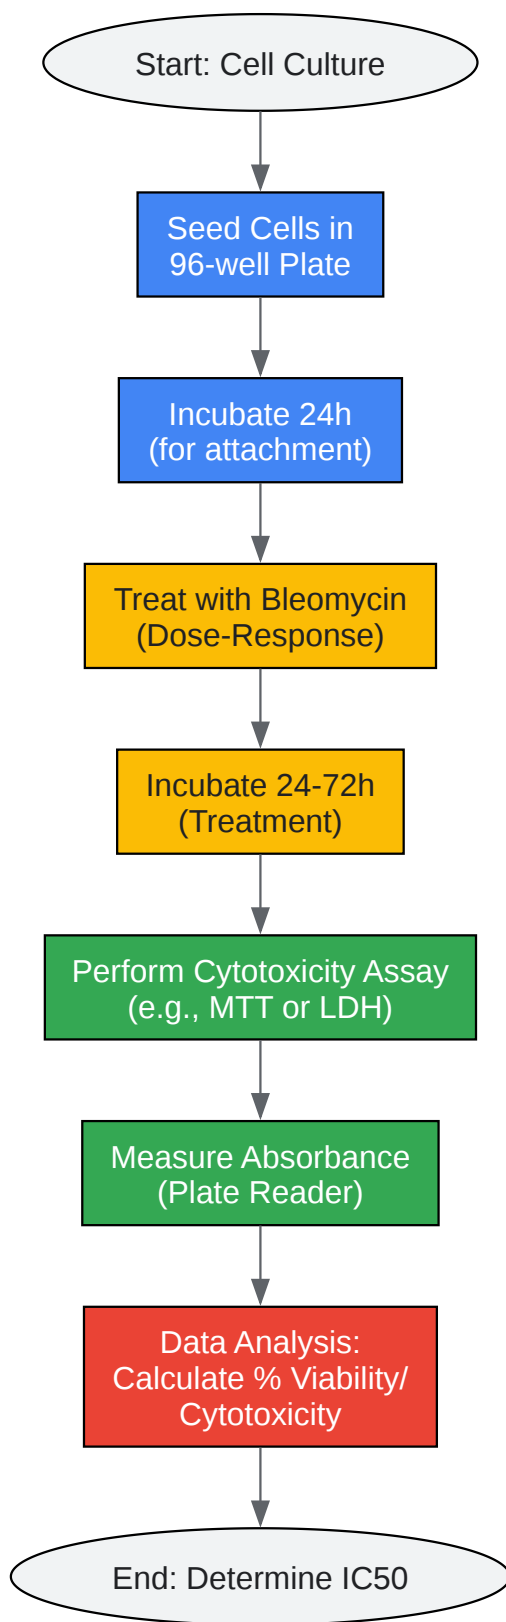 Start: Cell Culture
Seed Cells in
96-well Plate
Incubate 24h
(for attachment)
Treat with Bleomycin
(Dose-Response)
Incubate 24-72h
(Treatment)
Perform Cytotoxicity Assay
(e.g., MTT or LDH)
Measure Absorbance
(Plate Reader)
Data Analysis:
Calculate % Viability/
Cytotoxicity
End: Determine IC50